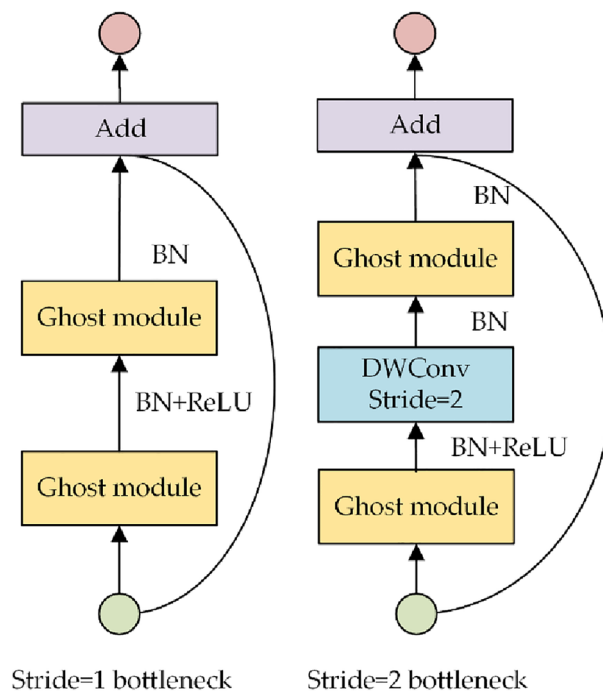 Add
BN
Ghost module
BN+ReLU
Ghost module
Stride=1 bottleneck
Add
BN
Ghost module
BN
DWConv
Stride=2
BN+ReLU
Ghost module
Stride=2 bottleneck